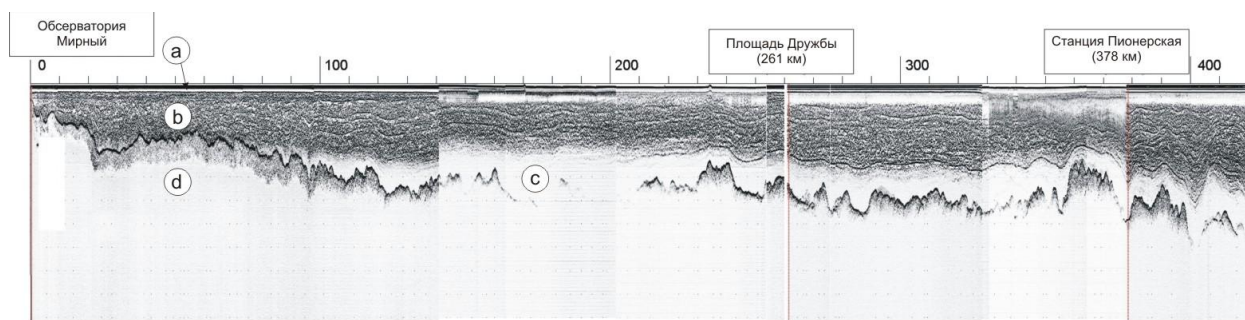 Обсерватория
Мирный
a
Площадь Дружбы
(261 км)
Станция Пионерская
(378 км)
0
100
200
300
400
b
c
d